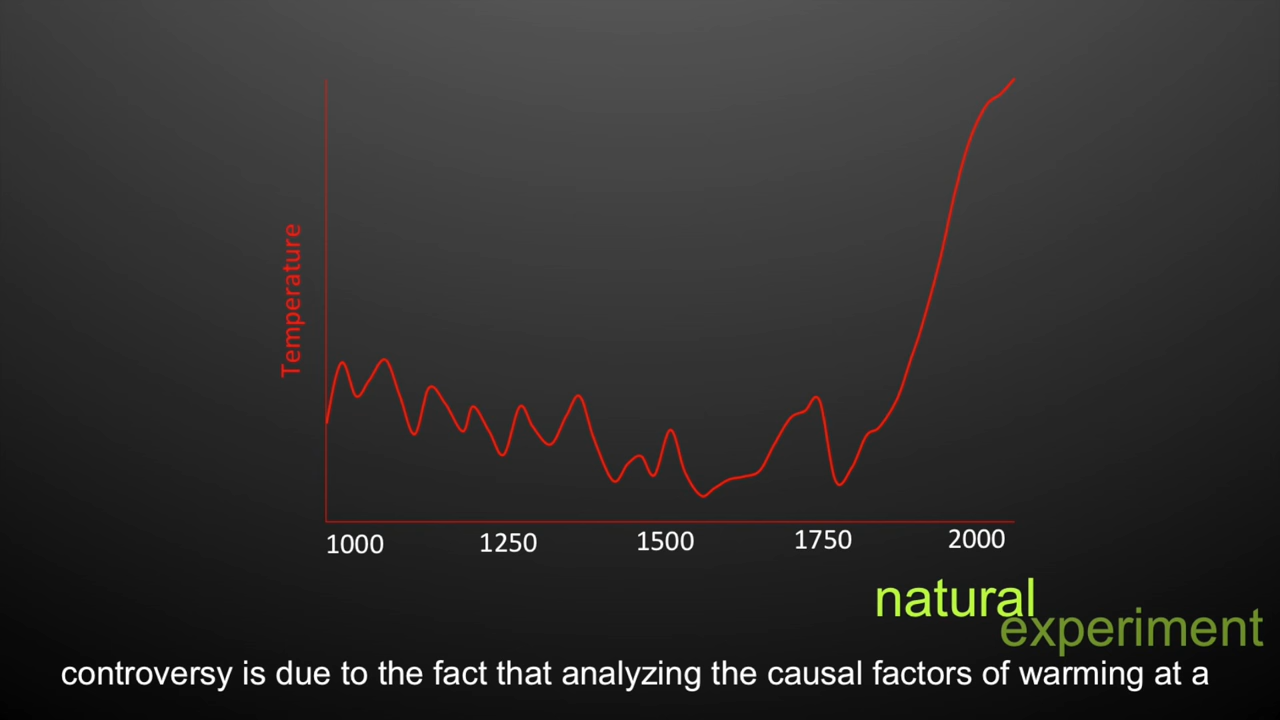 Temperature
1000 1250 1500 1750 2000
natural
experiment
controversy is due to the fact that analyzing the causal factors of warming at a